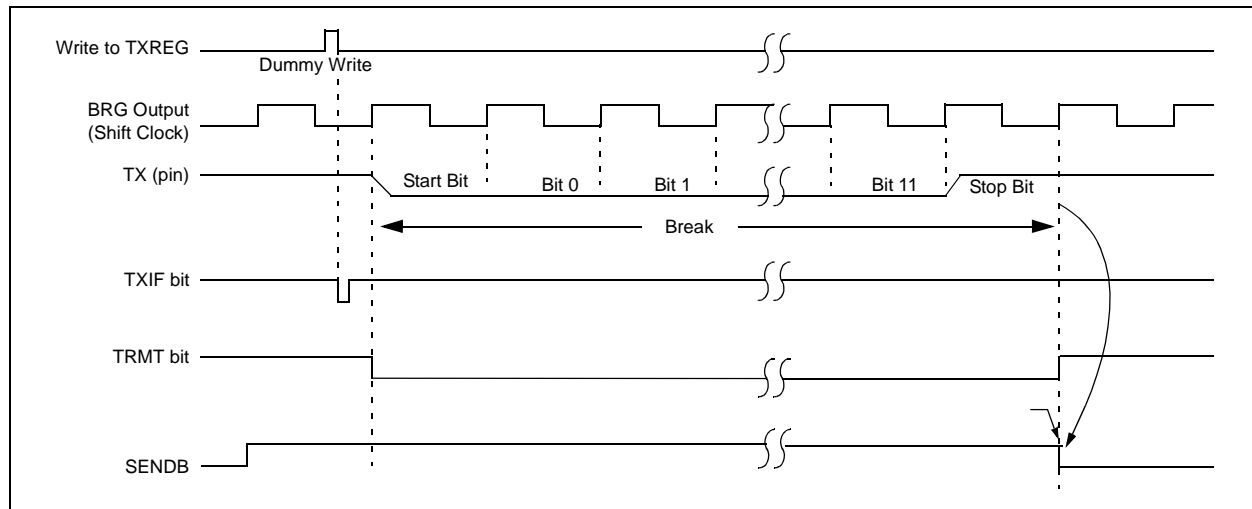 Write to TXREG
Dummy Write
BRG Output
(Shift Clock)
TX (pin)
Start Bit
Bit 0
Bit 1
Bit 11
Stop Bit
Break
TXIF bit
TRMT bit
SENDB